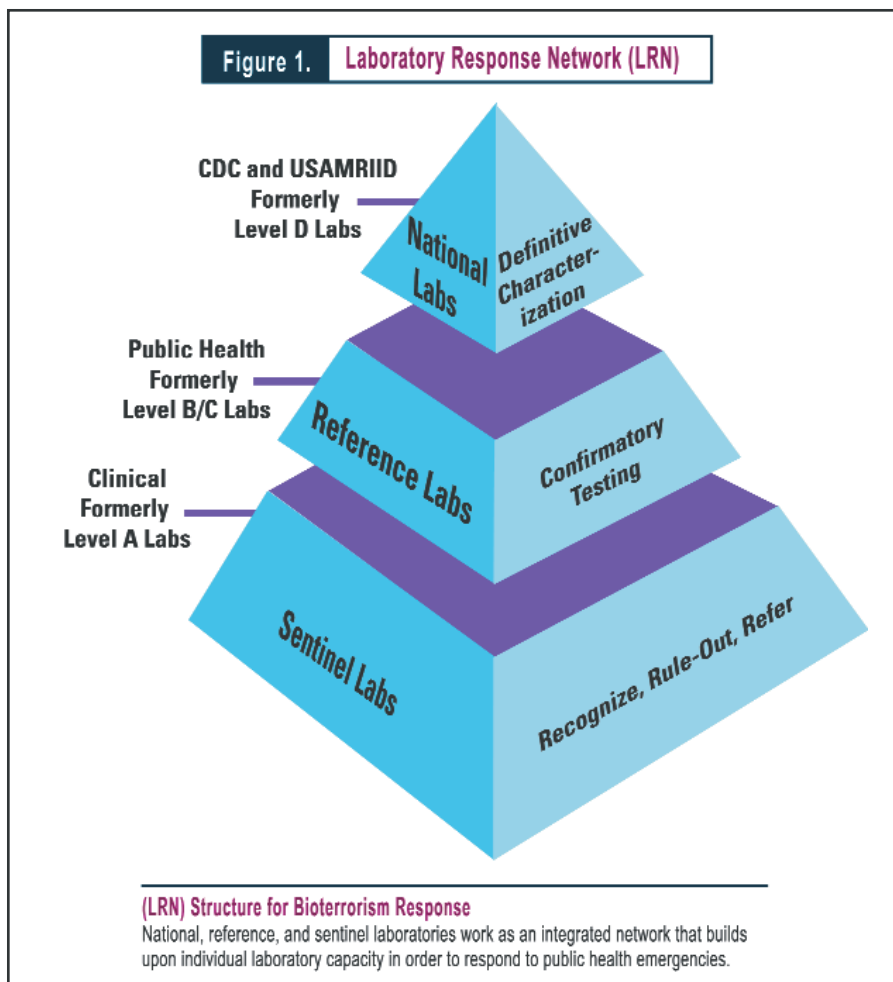 Figure 1. Laboratory Response Network (LRN)
CDC and USAMRIID
Formerly
Level D Labs
National
Labs
Definitive
Character-
ization
Public Health
Formerly
Level B/C Labs
Reference Labs
Confirmatory
Testing
Clinical
Formerly
Level A Labs
Sentinel Labs
Recognize, Rule-Out, Refer
(LRN) Structure for Bioterrorism Response
National, reference, and sentinel laboratories work as an integrated network that builds
upon individual laboratory capacity in order to respond to public health emergencies.